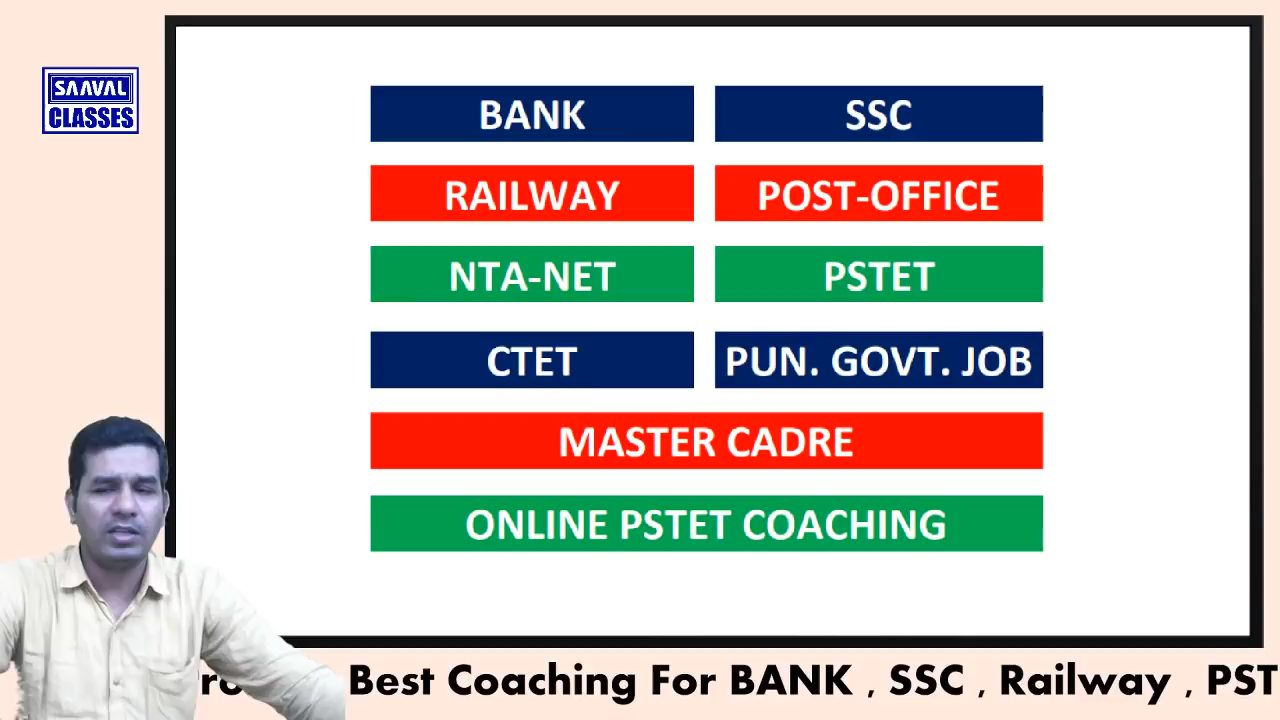 SAAVAL
CLASSES
BANK
SSC
RAILWAY
POST-OFFICE
NTA-NET
PSTET
CTET
PUN. GOVT. JOB
MASTER CADRE
ONLINE PSTET COACHING
Best Coaching For BANK , SSC , Railway , PST